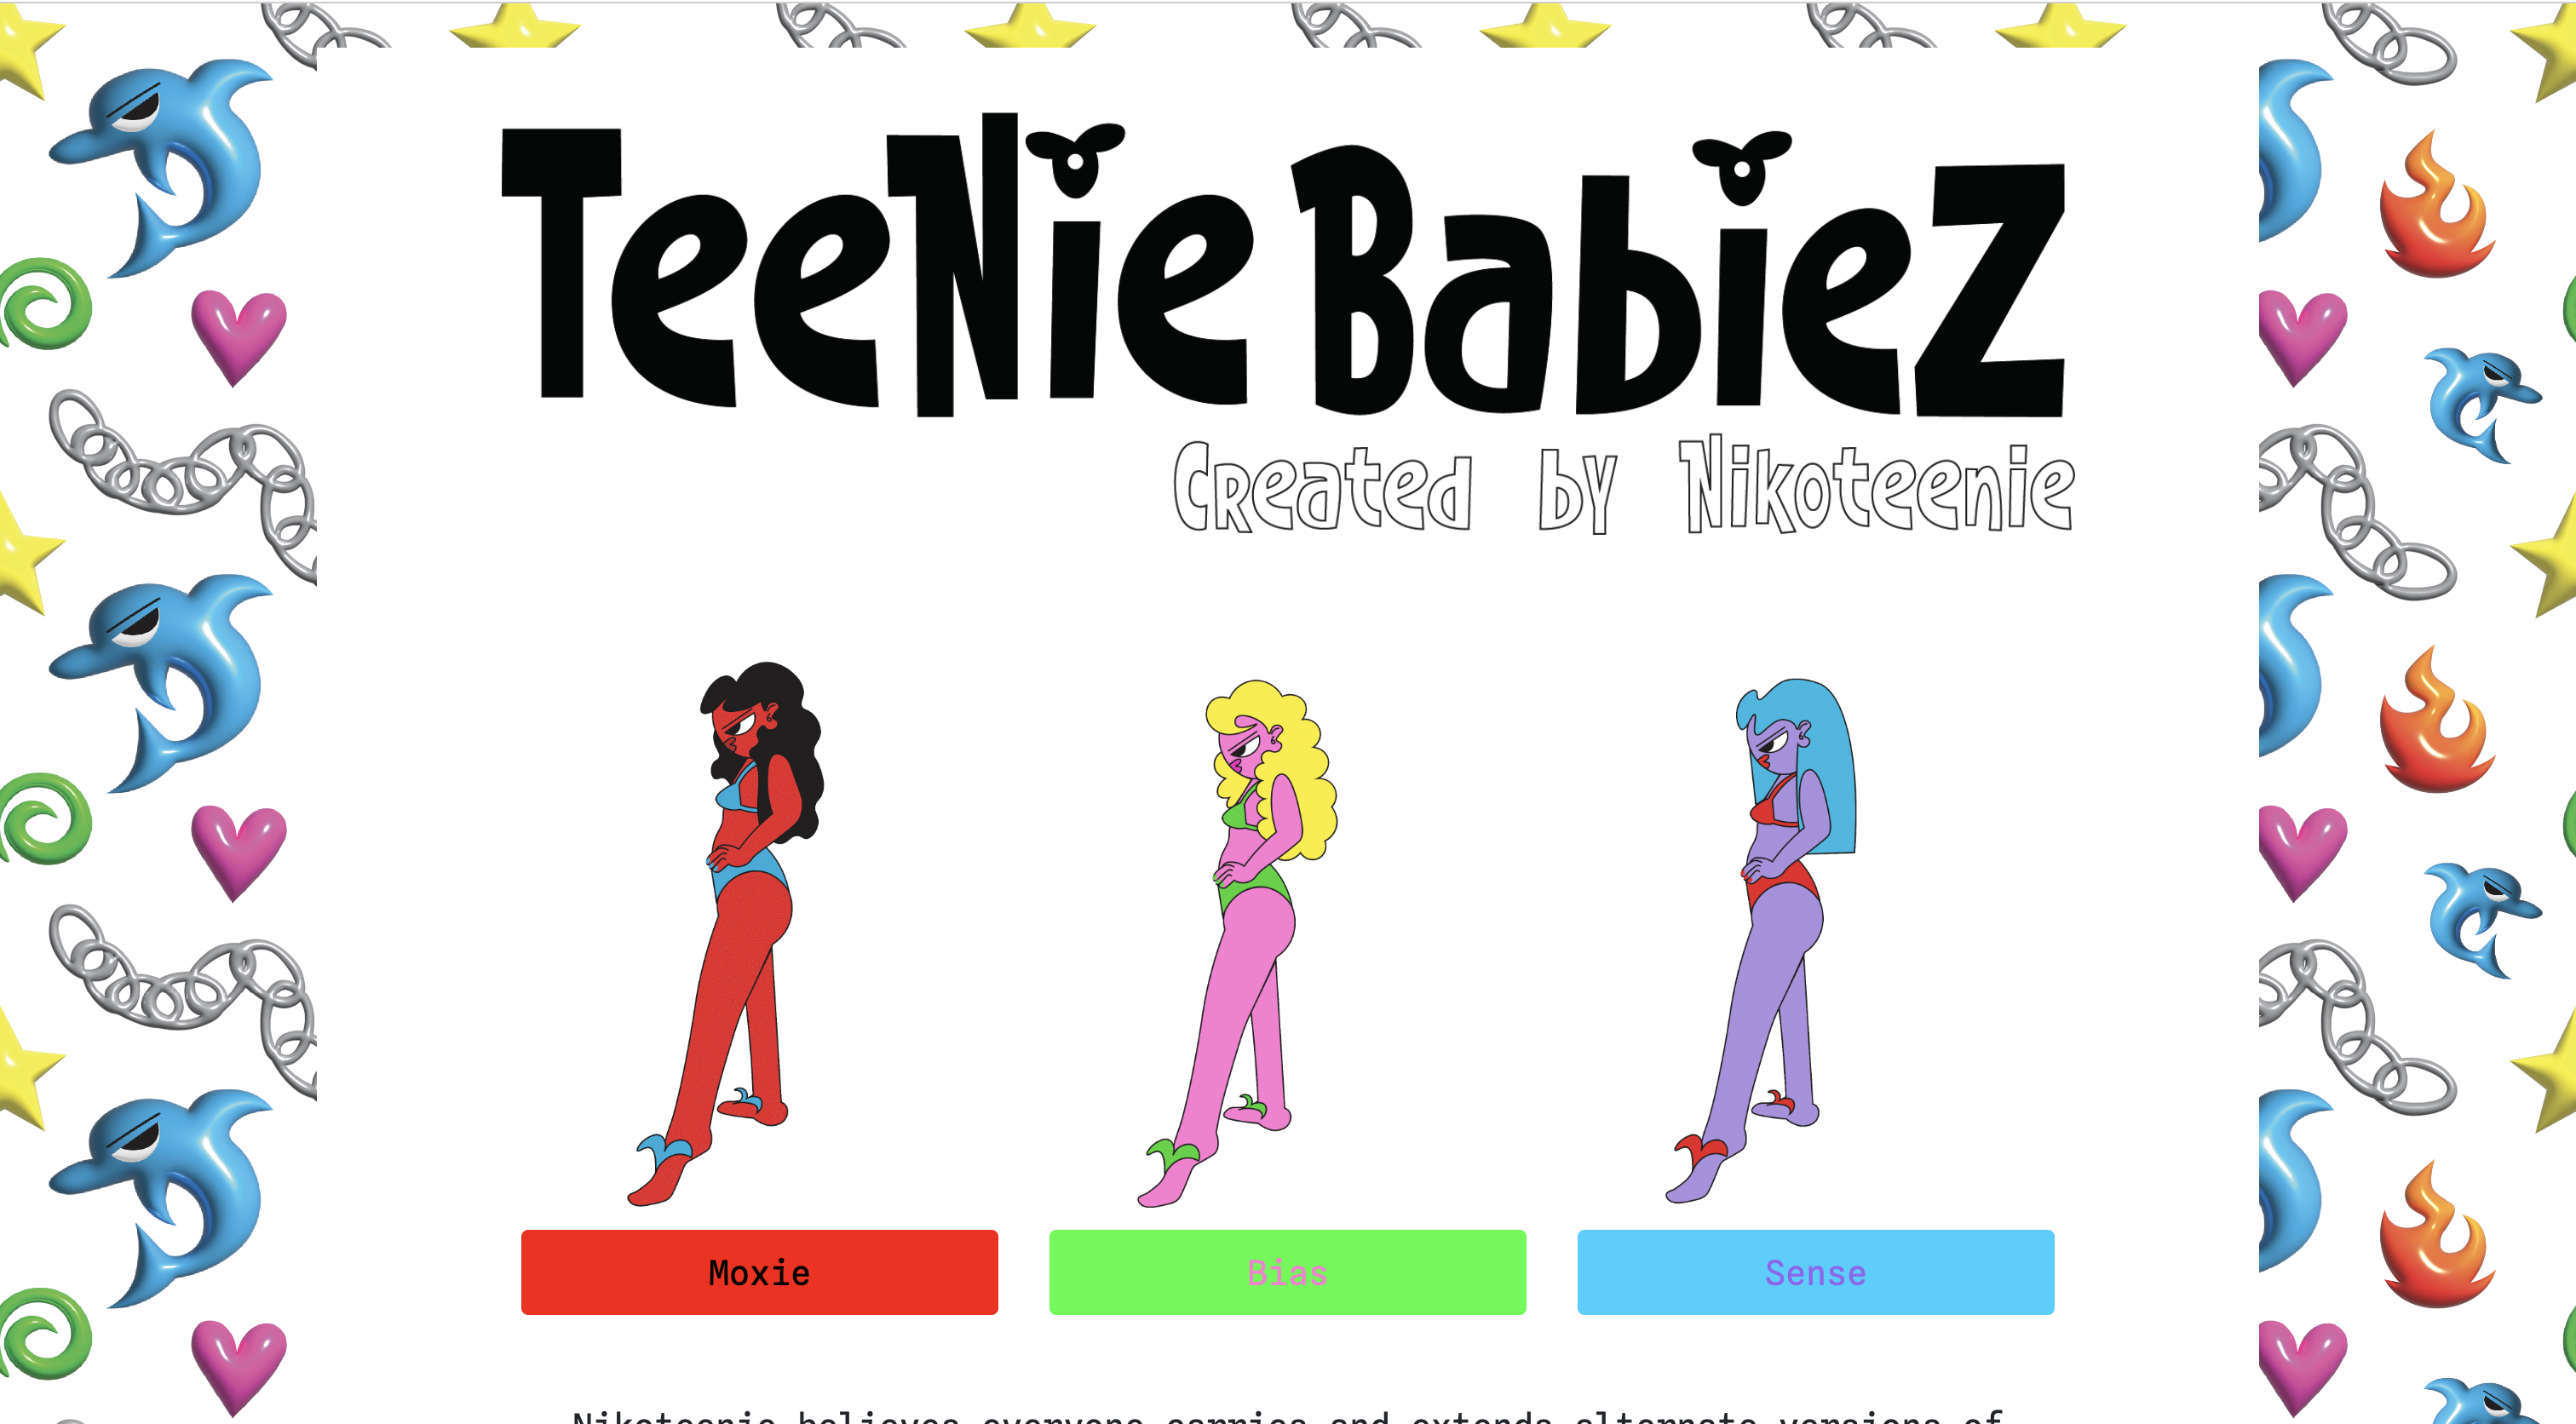 TeeNie BabieZ
Created by Nikoteenie
Moxie
Bias
Sense
Nikoteenie believes everyone carries and extends alternate versions of